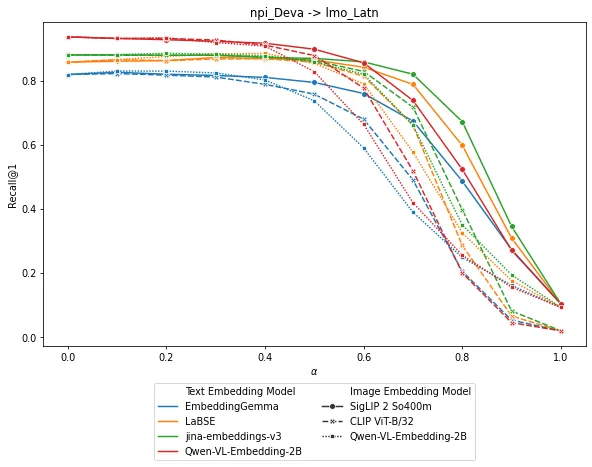 npi_Deva -> lmo_Latn
Recall@1
0.8
0.6
0.4
0.2
0.0
0.0 0.2 0.4 0.6 0.8 1.0
α
Text Embedding Model Image Embedding Model
EmbeddingGemma SigLIP 2 So400m
LaBSE CLIP ViT-B/32
jina-embeddings-v3 Qwen-VL-Embedding-2B
Qwen-VL-Embedding-2B